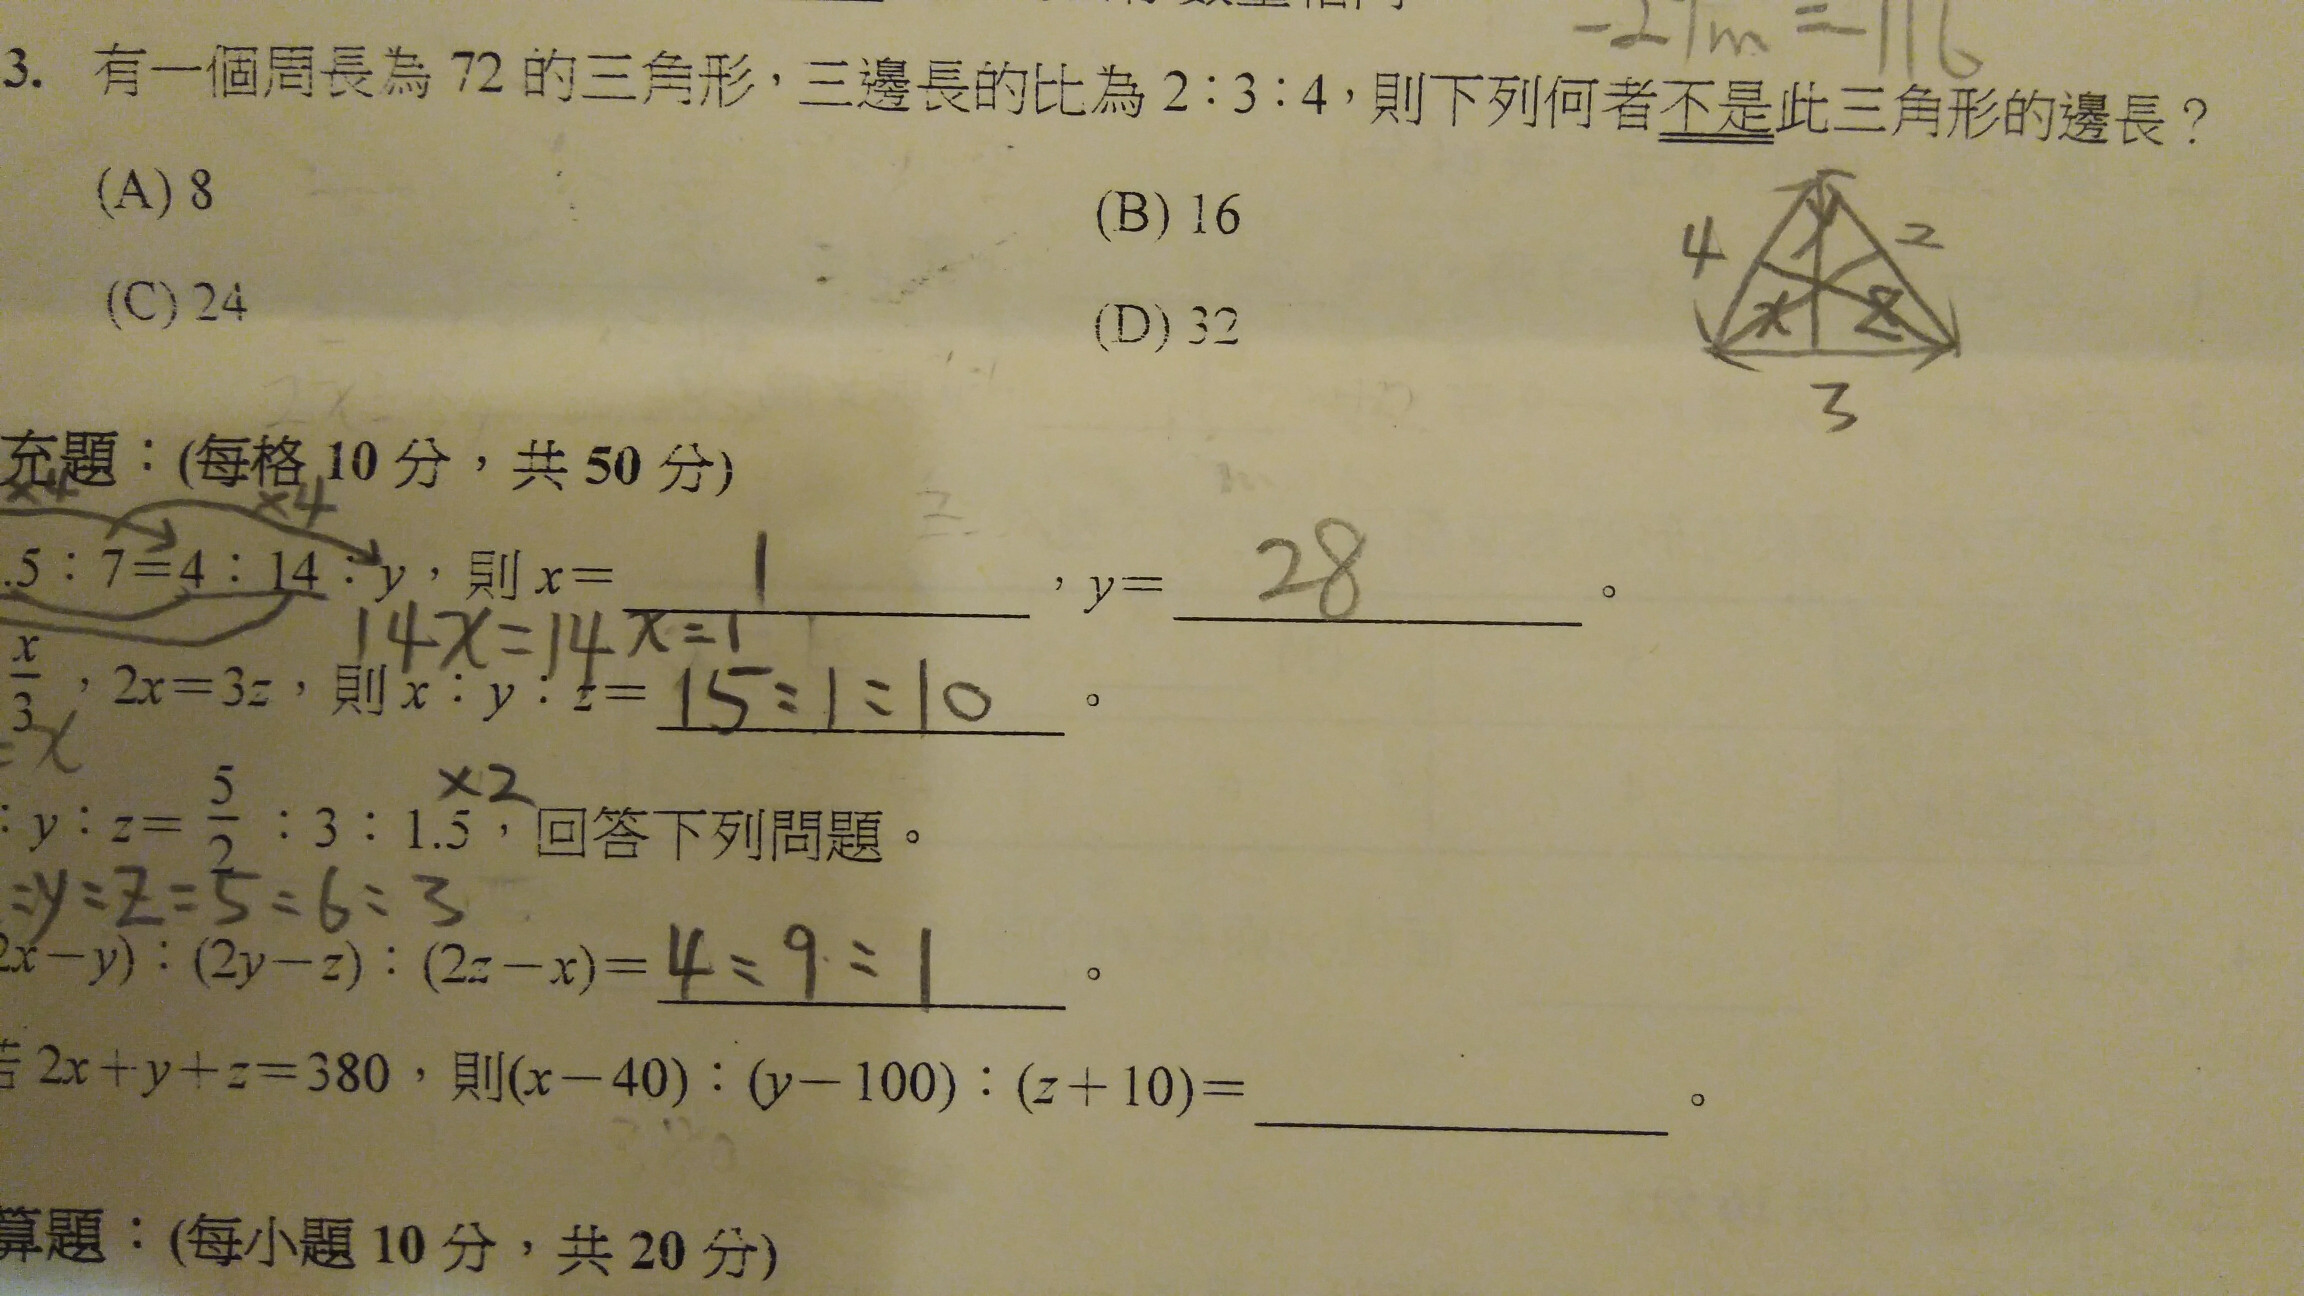 -29m=-116
3. 有一個周長為 72 的三角形，三邊長的比為 2：3：4，則下列何者不是此三角形的邊長？
(A) 8
(B) 16
(C) 24
(D) 32
4
2
y
x
z
3
充題：(每格 10 分，共 50 分)
×4 ×4
.5：7=4：14：y，則 x= 1 ，y= 28 。
14x=14 x=1
x/3，2x=3z，則 x：y：z= 15:1:10 。
=x
×2
：y：z= 5/2 ：3：1.5，回答下列問題。
:y:z=5:6:3
2x−y)：(2y−z)：(2z−x)= 4:9:1 。
若 2x+y+z=380，則(x−40)：(y−100)：(z+10)= 。
算題：(每小題 10 分，共 20 分)